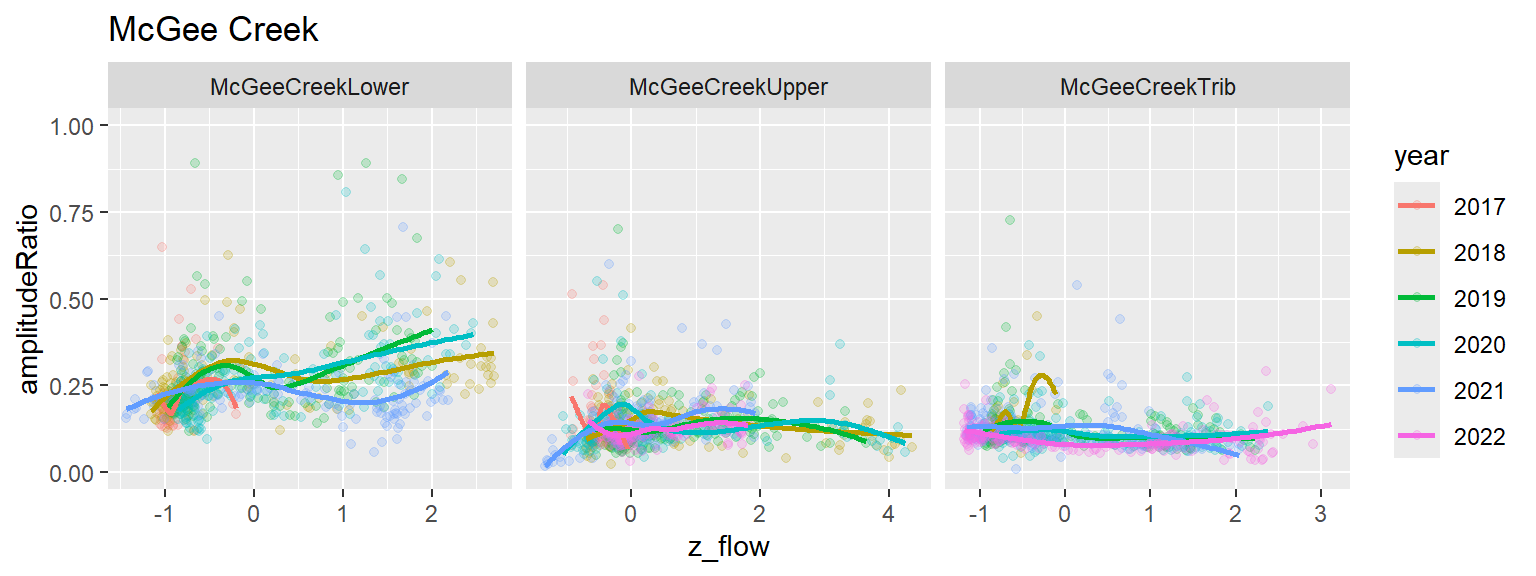 McGee Creek
McGeeCreekLower McGeeCreekUpper McGeeCreekTrib
1.00
0.75
0.50
0.25
0.00
amplitudeRatio
-1 0 1 2 0 2 4 -1 0 1 2 3
z_flow
year
2017
2018
2019
2020
2021
2022